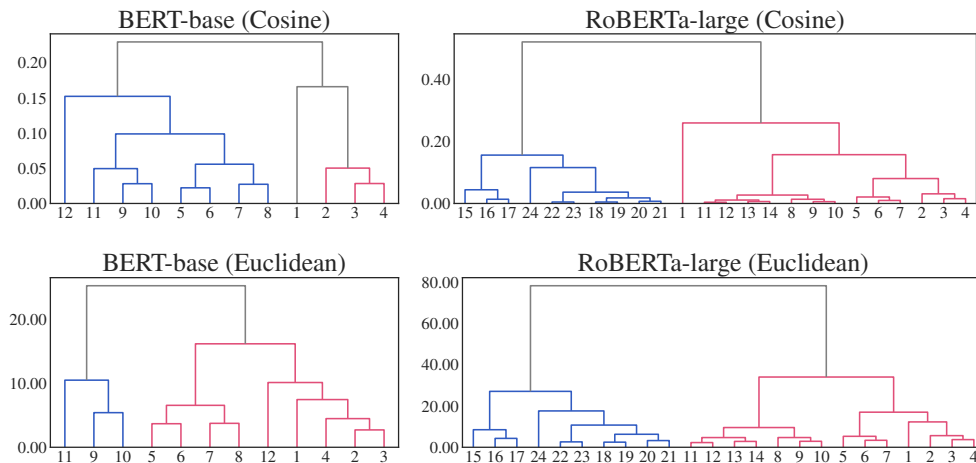 BERT-base (Cosine)
0.20
0.15
0.10
0.05
0.00
12 11 9 10 5 6 7 8 1 2 3 4
RoBERTa-large (Cosine)
0.40
0.20
0.00
15 16 17 24 22 23 18 19 20 21 1 11 12 13 14 8 9 10 5 6 7 2 3 4
BERT-base (Euclidean)
20.00
10.00
0.00
11 9 10 5 6 7 8 12 1 4 2 3
RoBERTa-large (Euclidean)
80.00
60.00
40.00
20.00
0.00
15 16 17 24 22 23 18 19 20 21 11 12 13 14 8 9 10 5 6 7 1 2 3 4